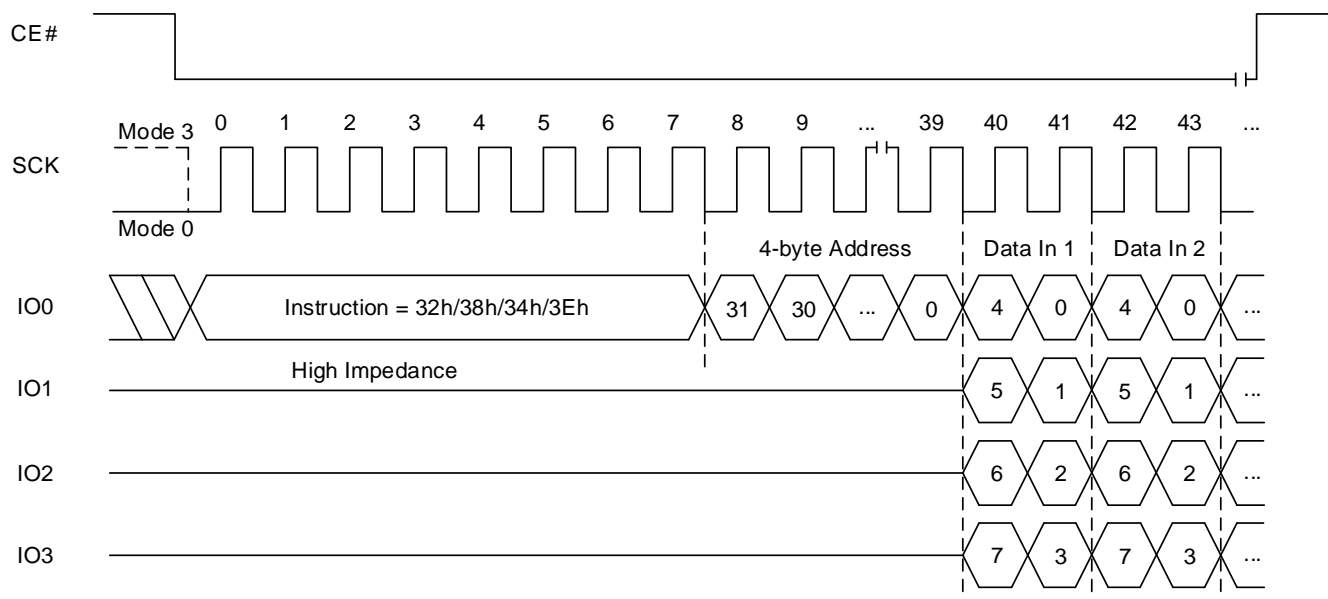 CE#
Mode 3 0 1 2 3 4 5 6 7 8 9 ... 39 40 41 42 43 ...
SCK
Mode 0
4-byte Address Data In 1 Data In 2
IO0 Instruction = 32h/38h/34h/3Eh 31 30 ... 0 4 0 4 0 ...
High Impedance
IO1 5 1 5 1 ...
IO2 6 2 6 2 ...
IO3 7 3 7 3 ...